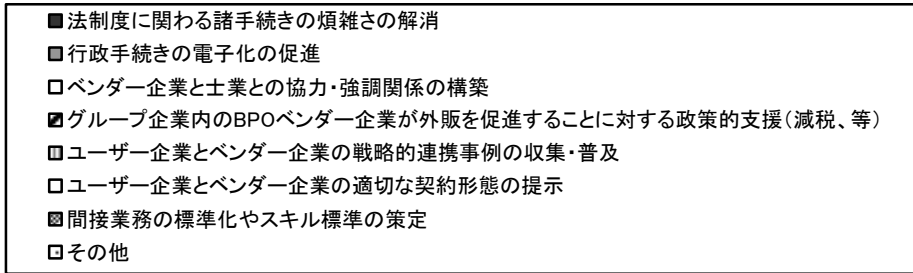 法制度に関わる諸手続きの煩雑さの解消
行政手続きの電子化の促進
ベンダー企業と士業との協力・強調関係の構築
グループ企業内のBPOベンダー企業が外販を促進することに対する政策的支援(減税、等)
ユーザー企業とベンダー企業の戦略的連携事例の収集・普及
ユーザー企業とベンダー企業の適切な契約形態の提示
間接業務の標準化やスキル標準の策定
その他